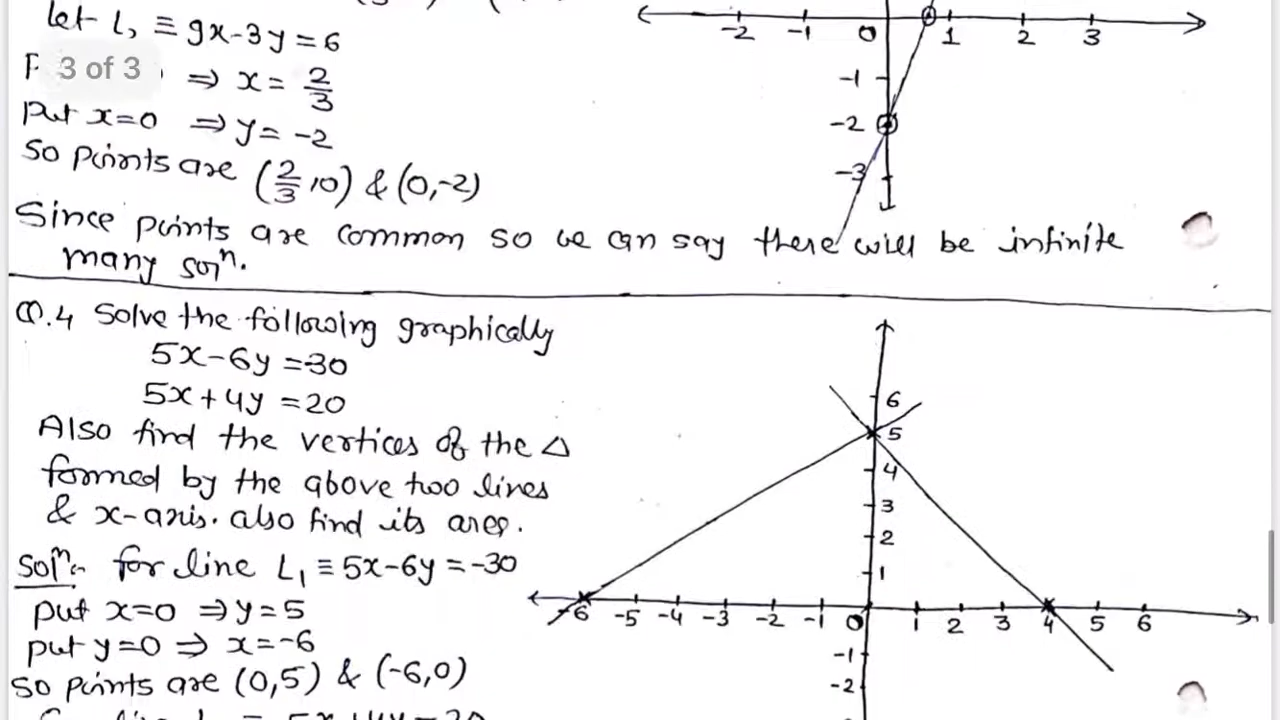 let L₂ ≡ 9x-3y=6
3 of 3
⇒ x = 2/3
Put x=0 ⇒ y=-2
So points are (2/3, 0) & (0,-2)
Since points are common so we can say there will be infinite
many solⁿ.
-2 -1 0 1 2 3
-1
-2
-3
Q.4 Solve the following graphically
5x-6y =-30
5x+4y =20
Also find the vertices of the Δ
formed by the above two lines
& x-axis. also find its area.
Solⁿ:- for line L₁ ≡ 5x-6y =-30
put x=0 ⇒ y=5
put y=0 ⇒ x=-6
So points are (0,5) & (-6,0)
6
5
4
3
2
1
-6 -5 -4 -3 -2 -1 0 1 2 3 4 5 6
-1
-2